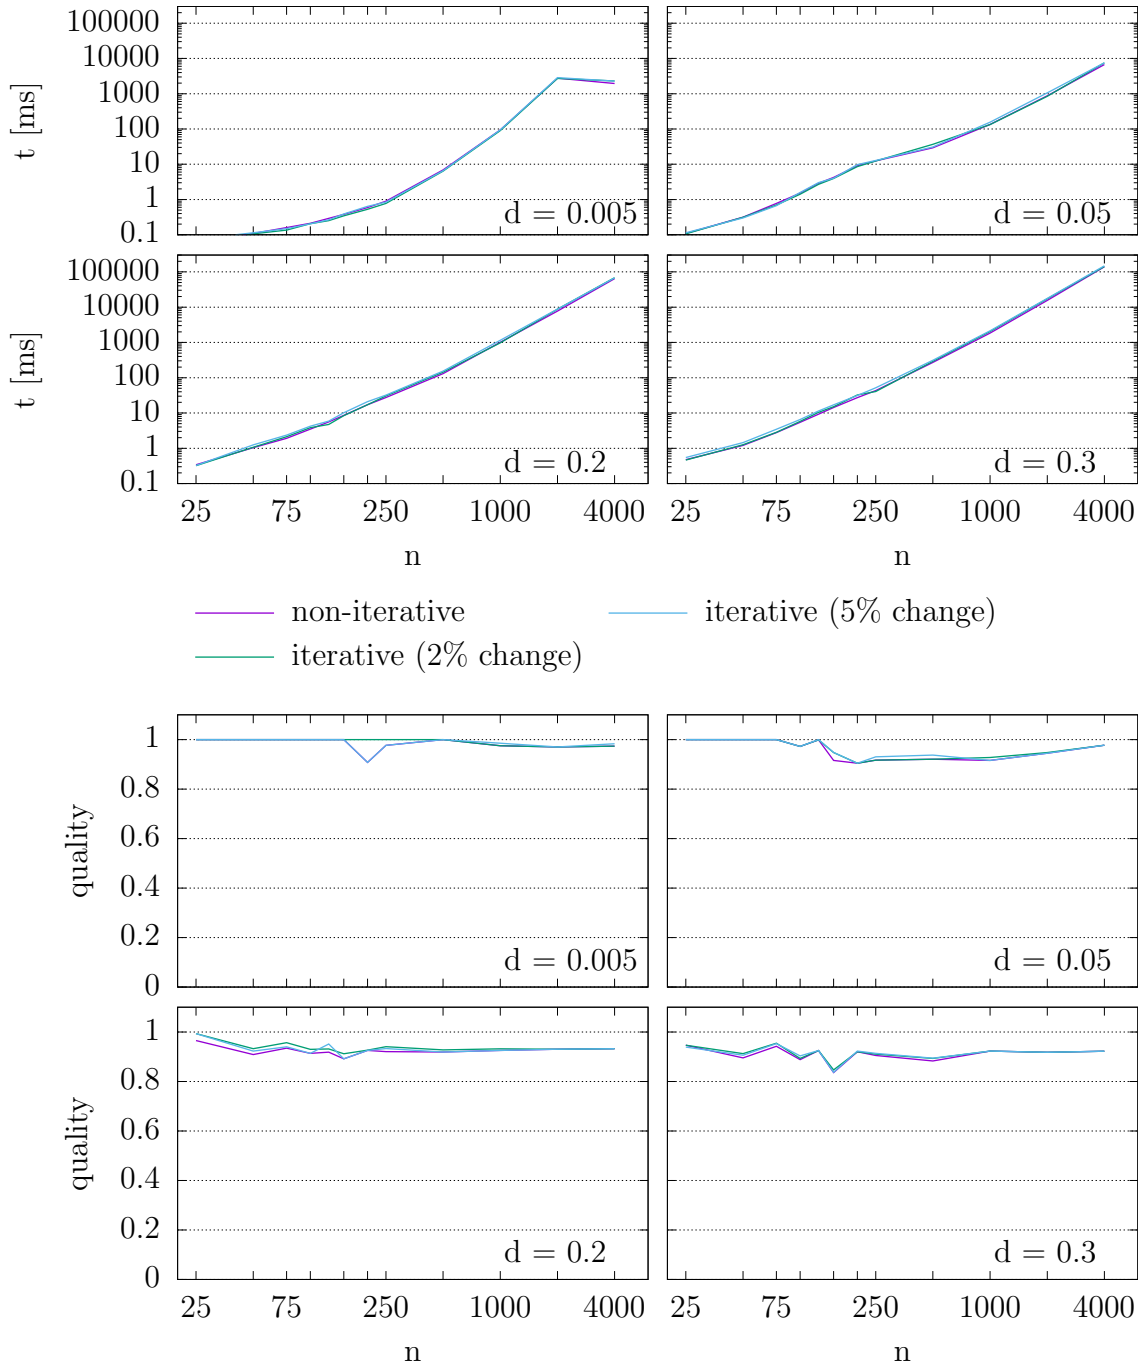 100000
10000
1000
100
10
1
0.1
t [ms]
d = 0.005
d = 0.05
100000
10000
1000
100
10
1
0.1
t [ms]
d = 0.2
d = 0.3
25 75 250 1000 4000
25 75 250 1000 4000
n
n
non-iterative
iterative (5% change)
iterative (2% change)
1
0.8
0.6
0.4
0.2
0
quality
d = 0.005
d = 0.05
1
0.8
0.6
0.4
0.2
0
quality
d = 0.2
d = 0.3
25 75 250 1000 4000
25 75 250 1000 4000
n
n